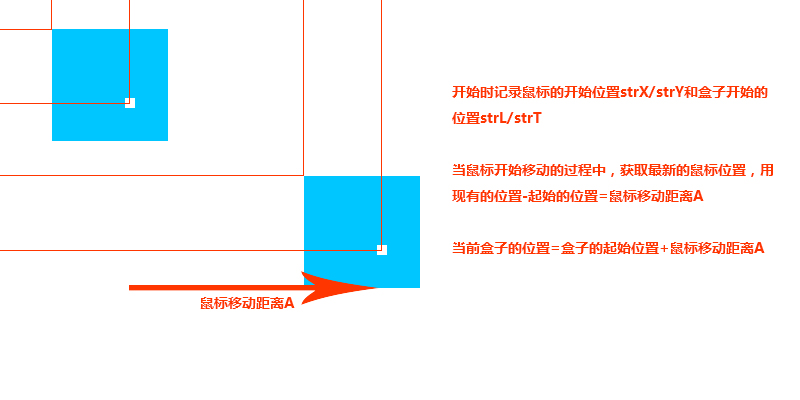 开始时记录鼠标的开始位置strX/strY和盒子开始的
位置strL/strT
当鼠标开始移动的过程中，获取最新的鼠标位置，用
现有的位置-起始的位置=鼠标移动距离A
当前盒子的位置=盒子的起始位置+鼠标移动距离A
鼠标移动距离A